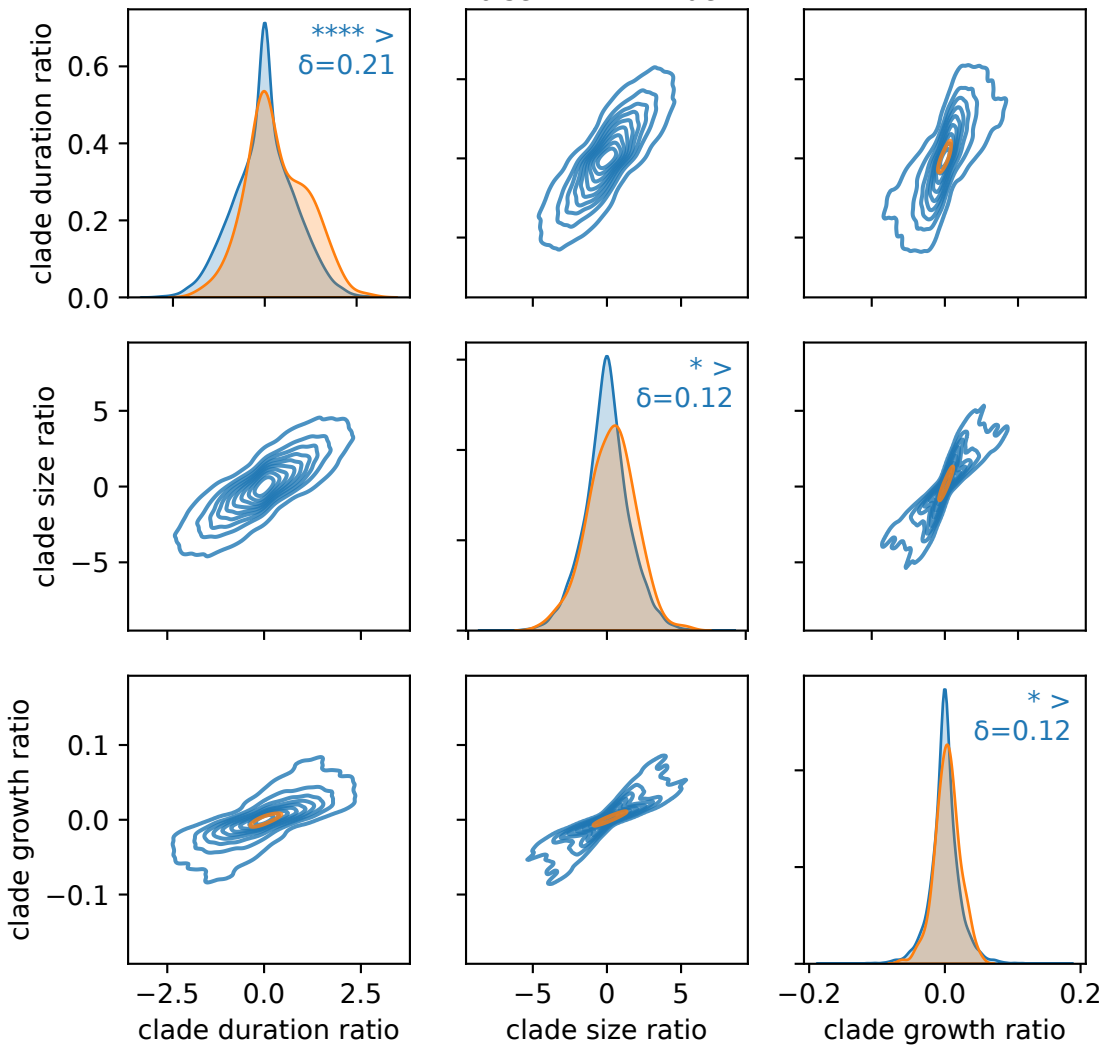 clade duration ratio
0.6
0.4
0.2
0.0
**** >
δ=0.21
clade size ratio
5
0
−5
* >
δ=0.12
clade growth ratio
0.1
0.0
−0.1
* >
δ=0.12
−2.5 0.0 2.5
−5 0 5
−0.2 0.0 0.2
clade duration ratio
clade size ratio
clade growth ratio